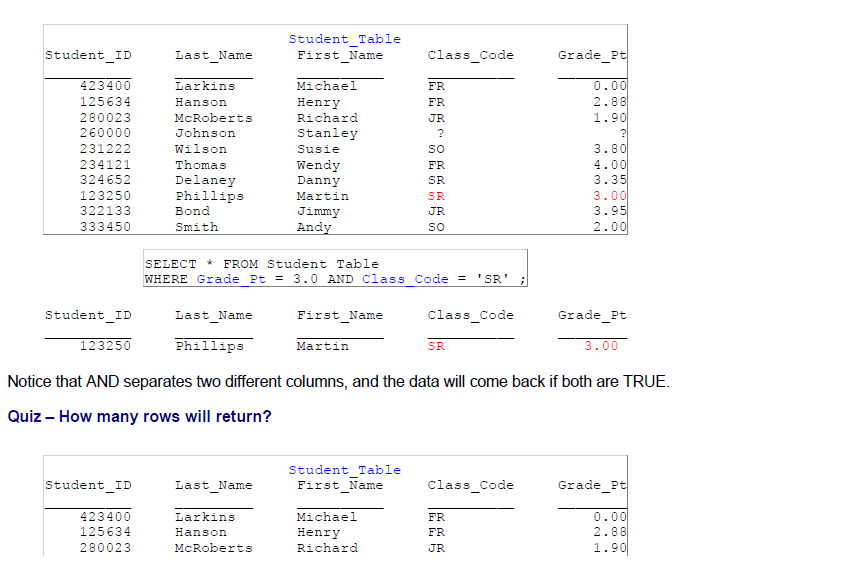 Student_Table
Student_ID Last_Name First_Name Class_Code Grade_Pt
423400 Larkins Michael FR 0.00
125634 Hanson Henry FR 2.88
280023 McRoberts Richard JR 1.90
260000 Johnson Stanley ? ?
231222 Wilson Susie SO 3.80
234121 Thomas Wendy FR 4.00
324652 Delaney Danny SR 3.35
123250 Phillips Martin SR 3.00
322133 Bond Jimmy JR 3.95
333450 Smith Andy SO 2.00
SELECT * FROM Student Table
WHERE Grade_Pt = 3.0 AND Class_Code = 'SR' ;
Student_ID Last_Name First_Name Class_Code Grade_Pt
123250 Phillips Martin SR 3.00
Notice that AND separates two different columns, and the data will come back if both are TRUE.
Quiz – How many rows will return?
Student_Table
Student_ID Last_Name First_Name Class_Code Grade_Pt
423400 Larkins Michael FR 0.00
125634 Hanson Henry FR 2.88
280023 McRoberts Richard JR 1.90